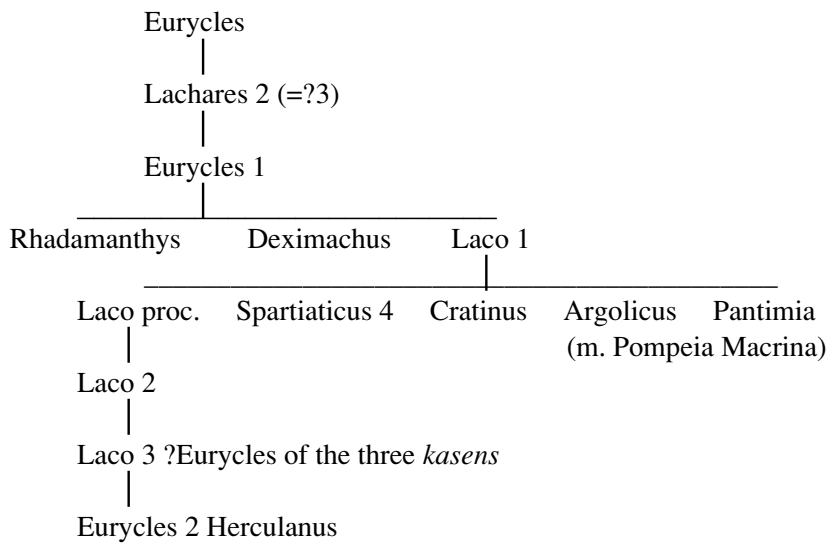 Eurycles
Lachares 2 (=?3)
Eurycles 1
Rhadamanthys Deximachus Laco 1
Laco proc. Spartiaticus 4 Cratinus Argolicus Pantimia
(m. Pompeia Macrina)
Laco 2
Laco 3 ?Eurycles of the three kasens
Eurycles 2 Herculanus